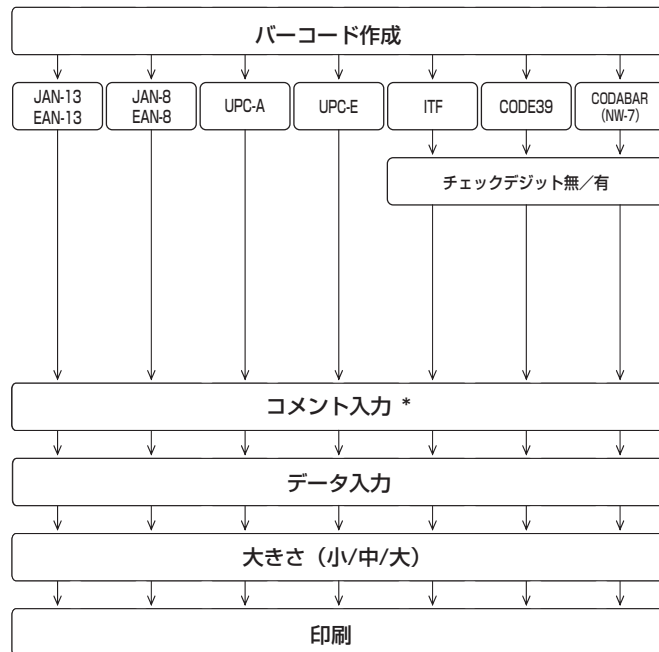 バーコード作成
JAN-13
EAN-13
JAN-8
EAN-8
UPC-A
UPC-E
ITF
CODE39
CODABAR
(NW-7)
チェックデジット無／有
コメント入力 *
データ入力
大きさ（小/中/大）
印刷